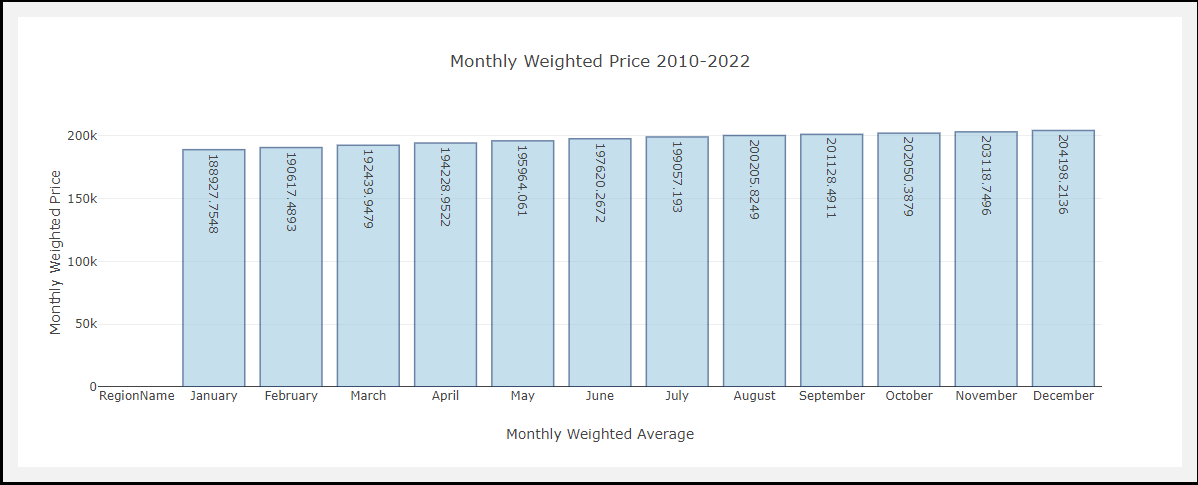 Monthly Weighted Price 2010-2022
Monthly Weighted Price
200k
150k
100k
50k
0
188927.7548
190617.4893
192439.9479
194228.9522
195964.061
197620.2672
199057.193
200205.8249
201128.4911
202050.3879
203118.7496
204198.2136
RegionName January February March April May June July August September October November December
Monthly Weighted Average